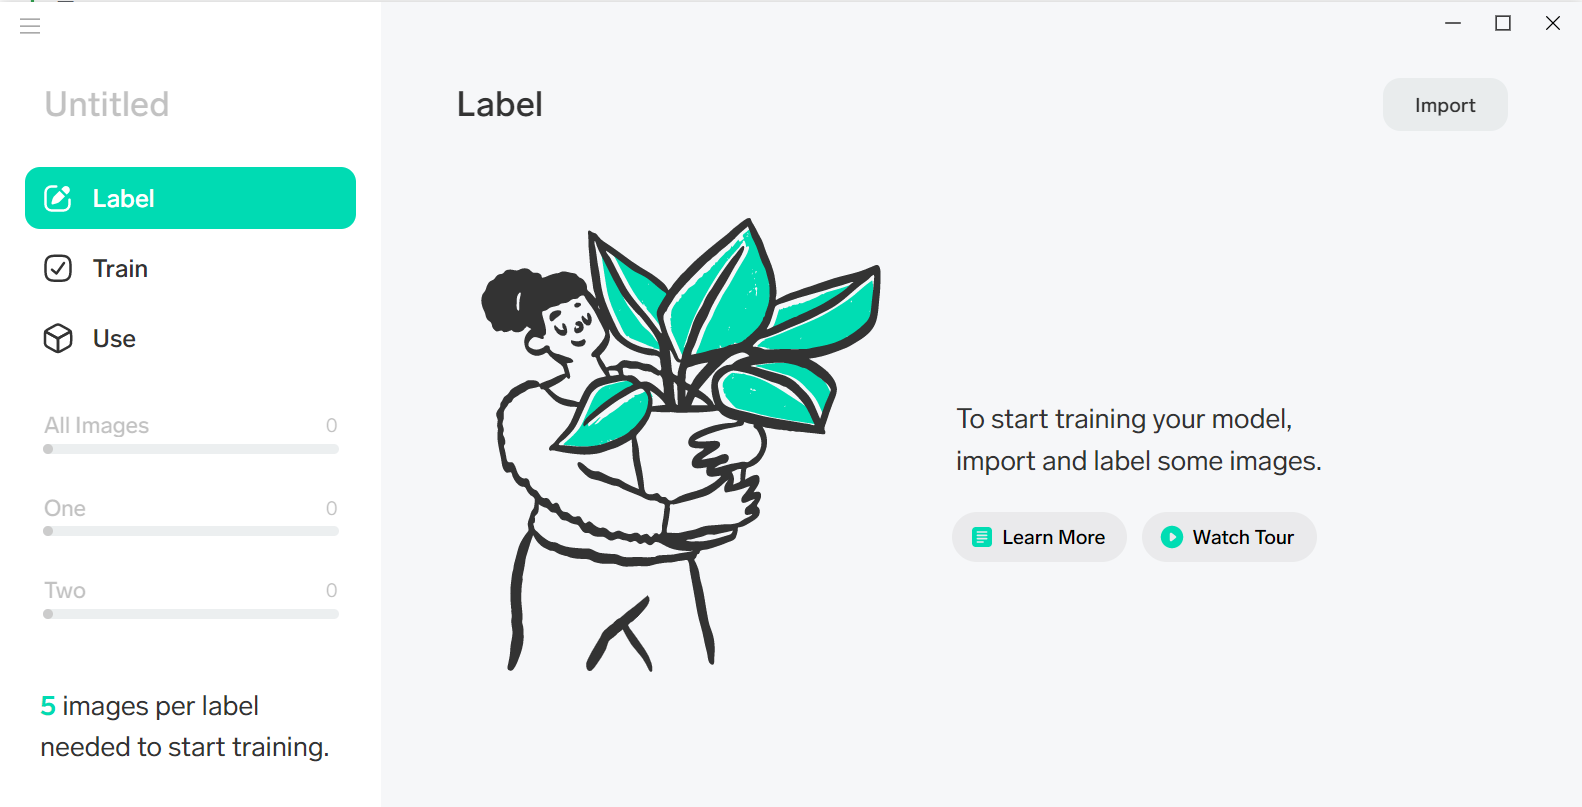 Untitled
Label
Train
Use
All Images 0
One 0
Two 0
5 images per label
needed to start training.
Label
Import
To start training your model,
import and label some images.
Learn More
Watch Tour